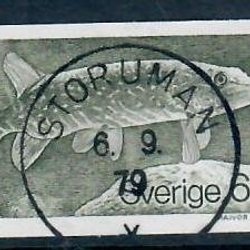 STORUMAN
6. 9.
79
Sverige 6